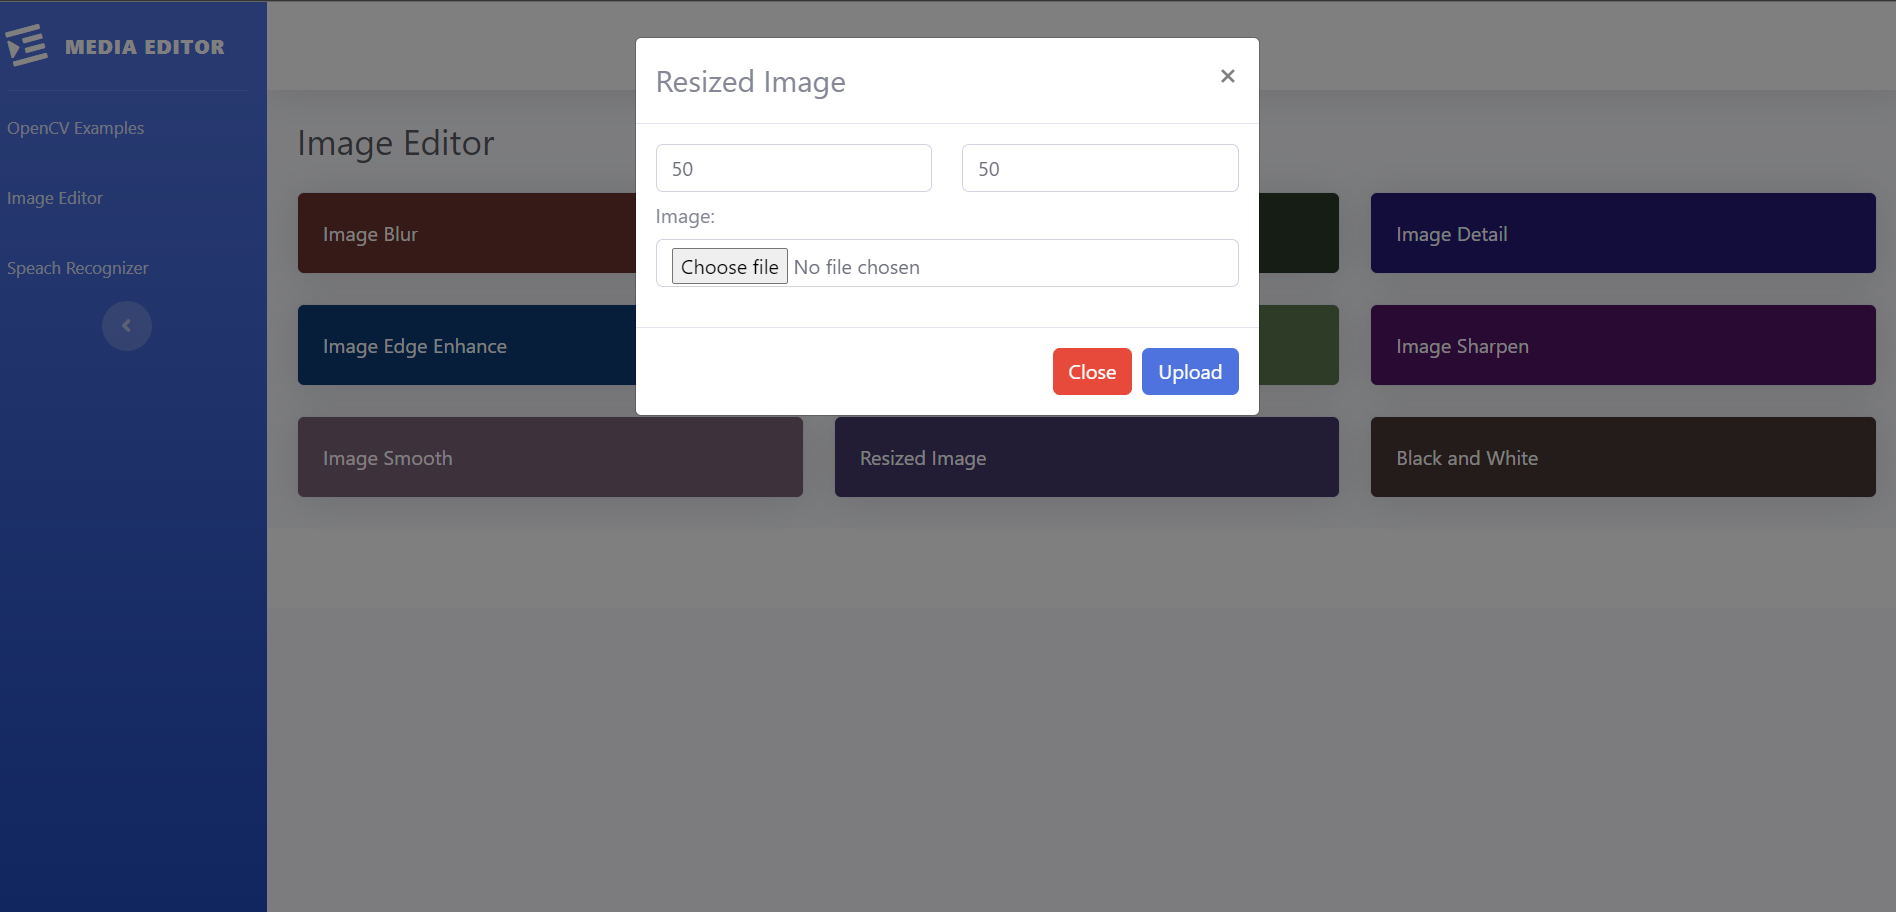 MEDIA EDITOR
OpenCV Examples
Image Editor
Speach Recognizer
Image Editor
Image Blur
Image Detail
Image Edge Enhance
Image Sharpen
Image Smooth
Resized Image
Black and White
Resized Image
×
50
50
Image:
Choose file No file chosen
Close
Upload